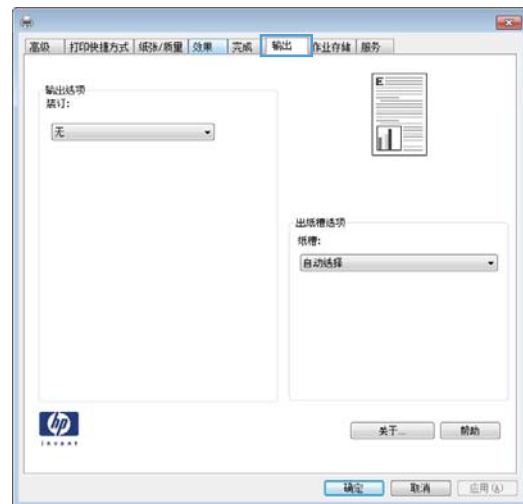 高级 打印快捷方式 纸张/质量 效果 完成 输出 作业存储 服务
输出选项
装订:
无
E
出纸槽选项
纸槽:
自动选择
hp
invent
关于... 帮助
确定 取消 应用(A)